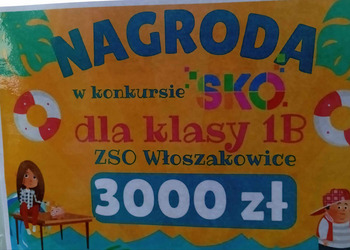 NAGRODA
w konkursie SKO
dla klasy 1B
ZSO Włoszakowice
3000 zł